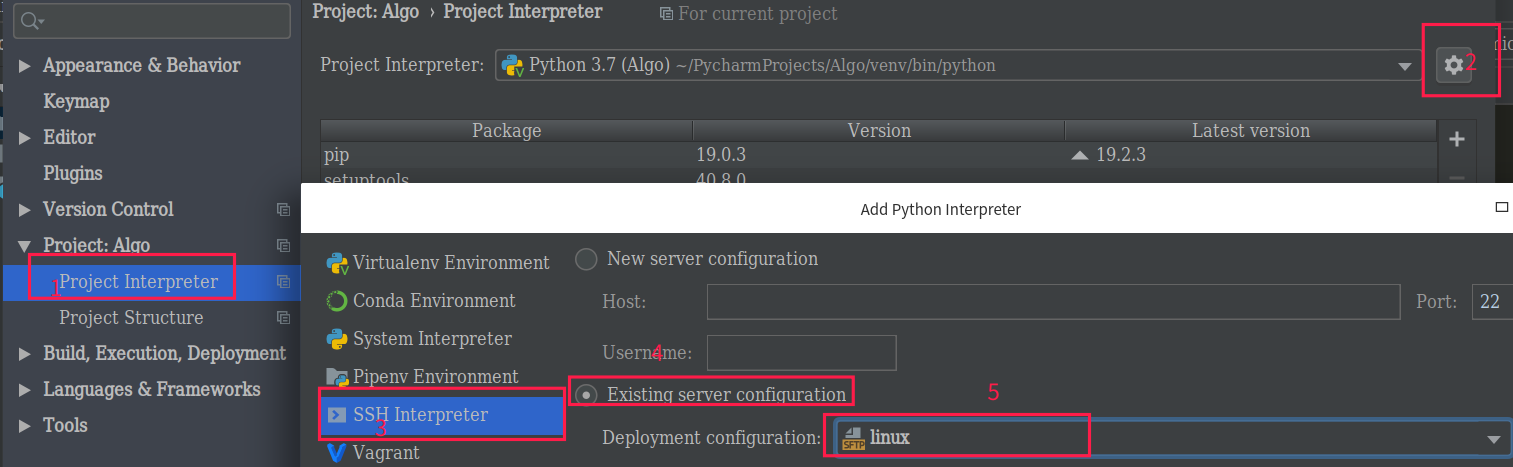 Project: Algo › Project Interpreter For current project
Appearance & Behavior
Keymap
Editor
Plugins
Version Control
Project: Algo
1 Project Interpreter
Project Structure
Build, Execution, Deployment
Languages & Frameworks
Tools
Project Interpreter: Python 3.7 (Algo) ~/PycharmProjects/Algo/venv/bin/python 2
Package Version Latest version
pip 19.0.3 19.2.3
setuptools 40.8.0
Add Python Interpreter
Virtualenv Environment
Conda Environment
System Interpreter
Pipenv Environment
SSH Interpreter
3
Vagrant
New server configuration
Host: Port: 22
Username: 4
Existing server configuration 5
Deployment configuration: SFTP linux